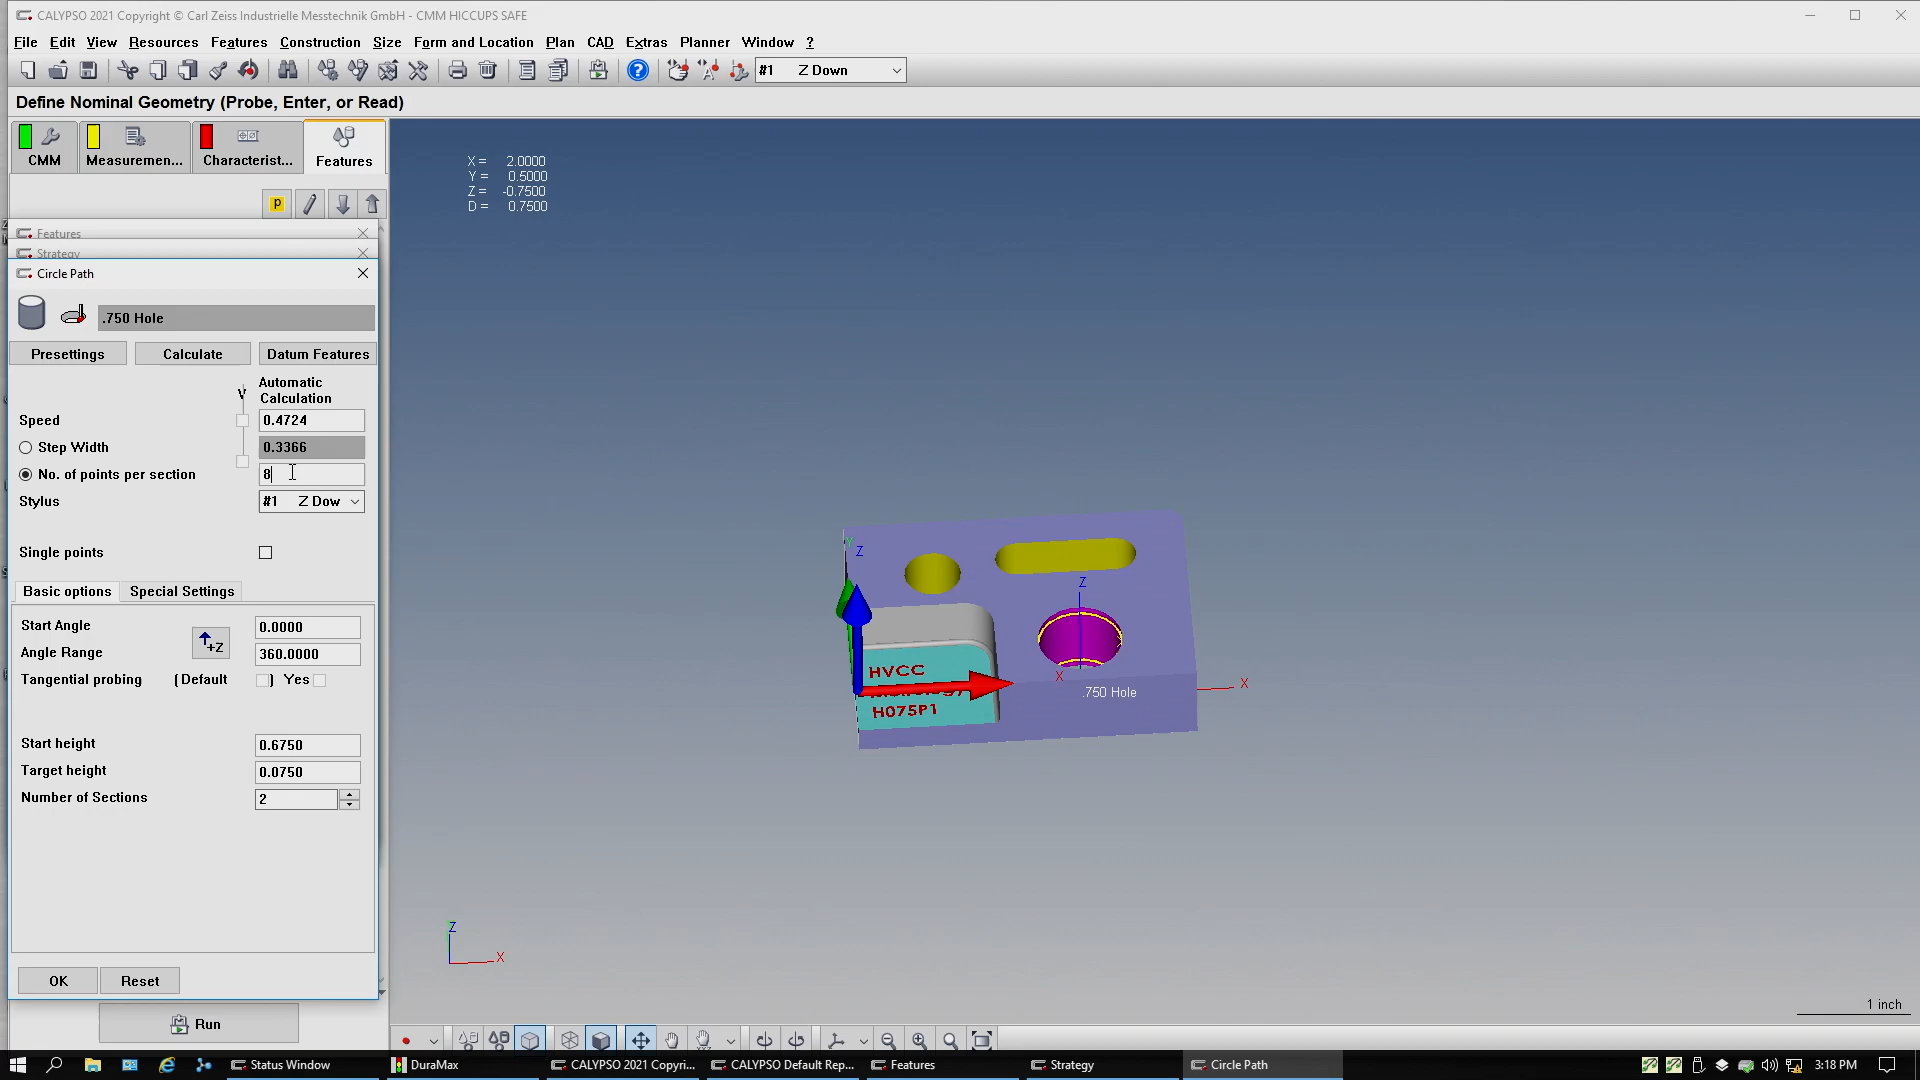 CALYPSO 2021 Copyright © Carl Zeiss Industrielle Messtechnik GmbH - CMM HICCUPS SAFE
File Edit View Resources Features Construction Size Form and Location Plan CAD Extras Planner Window ?
#1 Z Down
Define Nominal Geometry (Probe, Enter, or Read)
CMM Measuremen... Characterist... Features
X = 2.0000
Y = 0.5000
Z = -0.7500
D = 0.7500
p
Features
Strategy
Circle Path
.750 Hole
Presettings Calculate Datum Features
V Automatic
Calculation
Speed 0.4724
Step Width 0.3366
No. of points per section 8
Stylus #1 Z Dow
Single points
Basic options Special Settings
Start Angle 0.0000
+Z
Angle Range 360.0000
Tangential probing (Default ) Yes
Start height 0.6750
Target height 0.0750
Number of Sections 2
OK Reset
Run
Y Z
Z
HVCC
H075P1
X
.750 Hole
X
Z
X
1 inch
Status Window DuraMax CALYPSO 2021 Copyri... CALYPSO Default Rep... Features Strategy Circle Path 3:18 PM